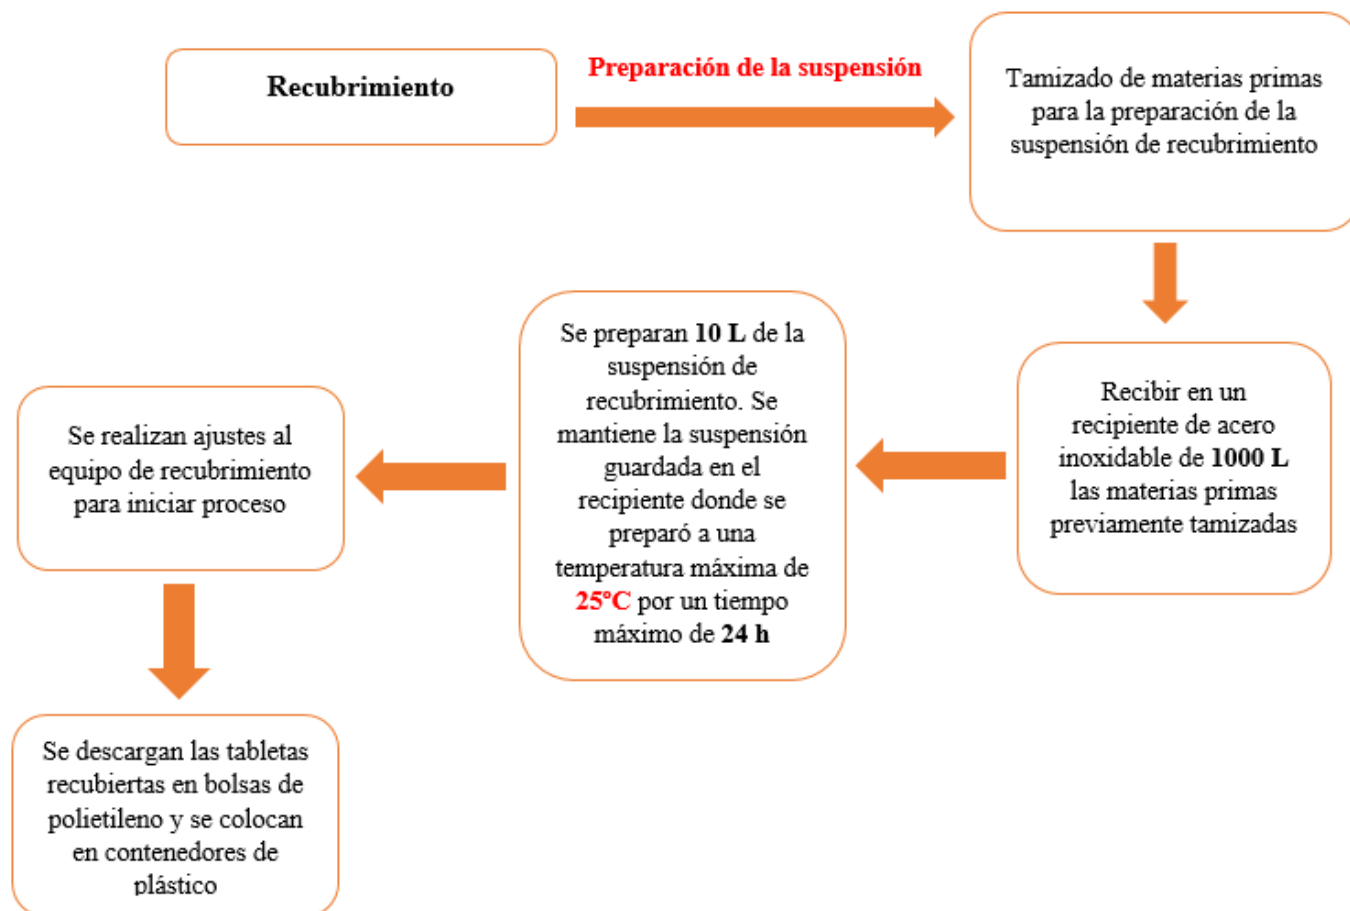 Recubrimiento
Preparación de la suspensión
Tamizado de materias primas
para la preparación de la
suspensión de recubrimiento
Recibir en un
recipiente de acero
inoxidable de 1000 L
las materias primas
previamente tamizadas
Se preparan 10 L de la
suspensión de
recubrimiento. Se
mantiene la suspensión
guardada en el
recipiente donde se
preparó a una
temperatura máxima de
25°C por un tiempo
máximo de 24 h
Se realizan ajustes al
equipo de recubrimiento
para iniciar proceso
Se descargan las tabletas
recubiertas en bolsas de
polietileno y se colocan
en contenedores de
plástico